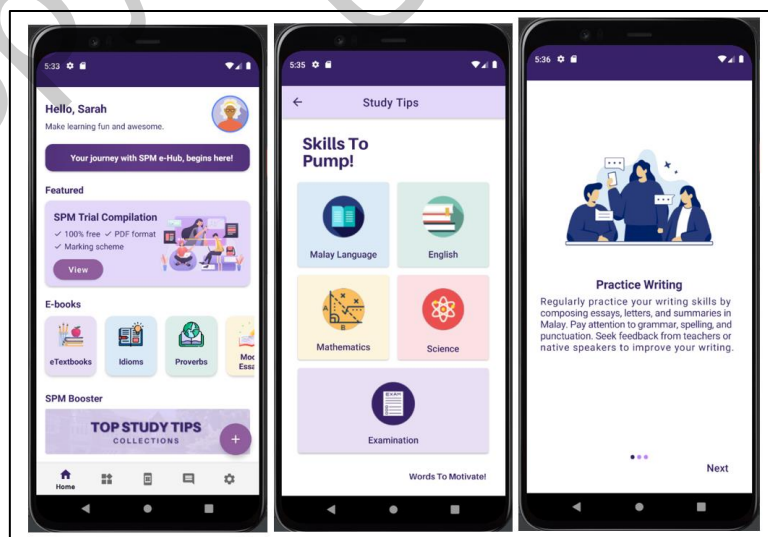 5:33
Hello, Sarah
Make learning fun and awesome.
Your journey with SPM e-Hub, begins here!
Featured
SPM Trial Compilation
✓ 100% free ✓ PDF format
✓ Marking scheme
View
E-books
eTextbooks
Idioms
Proverbs
Mod
Essa
SPM Booster
TOP STUDY TIPS
COLLECTIONS
+
Home
5:35
Study Tips
Skills To
Pump!
Malay Language
English
A
B
Mathematics
Science
EXAM
Examination
Words To Motivate!
5:36
Practice Writing
Regularly practice your writing skills by
composing essays, letters, and summaries in
Malay. Pay attention to grammar, spelling, and
punctuation. Seek feedback from teachers or
native speakers to improve your writing.
Next